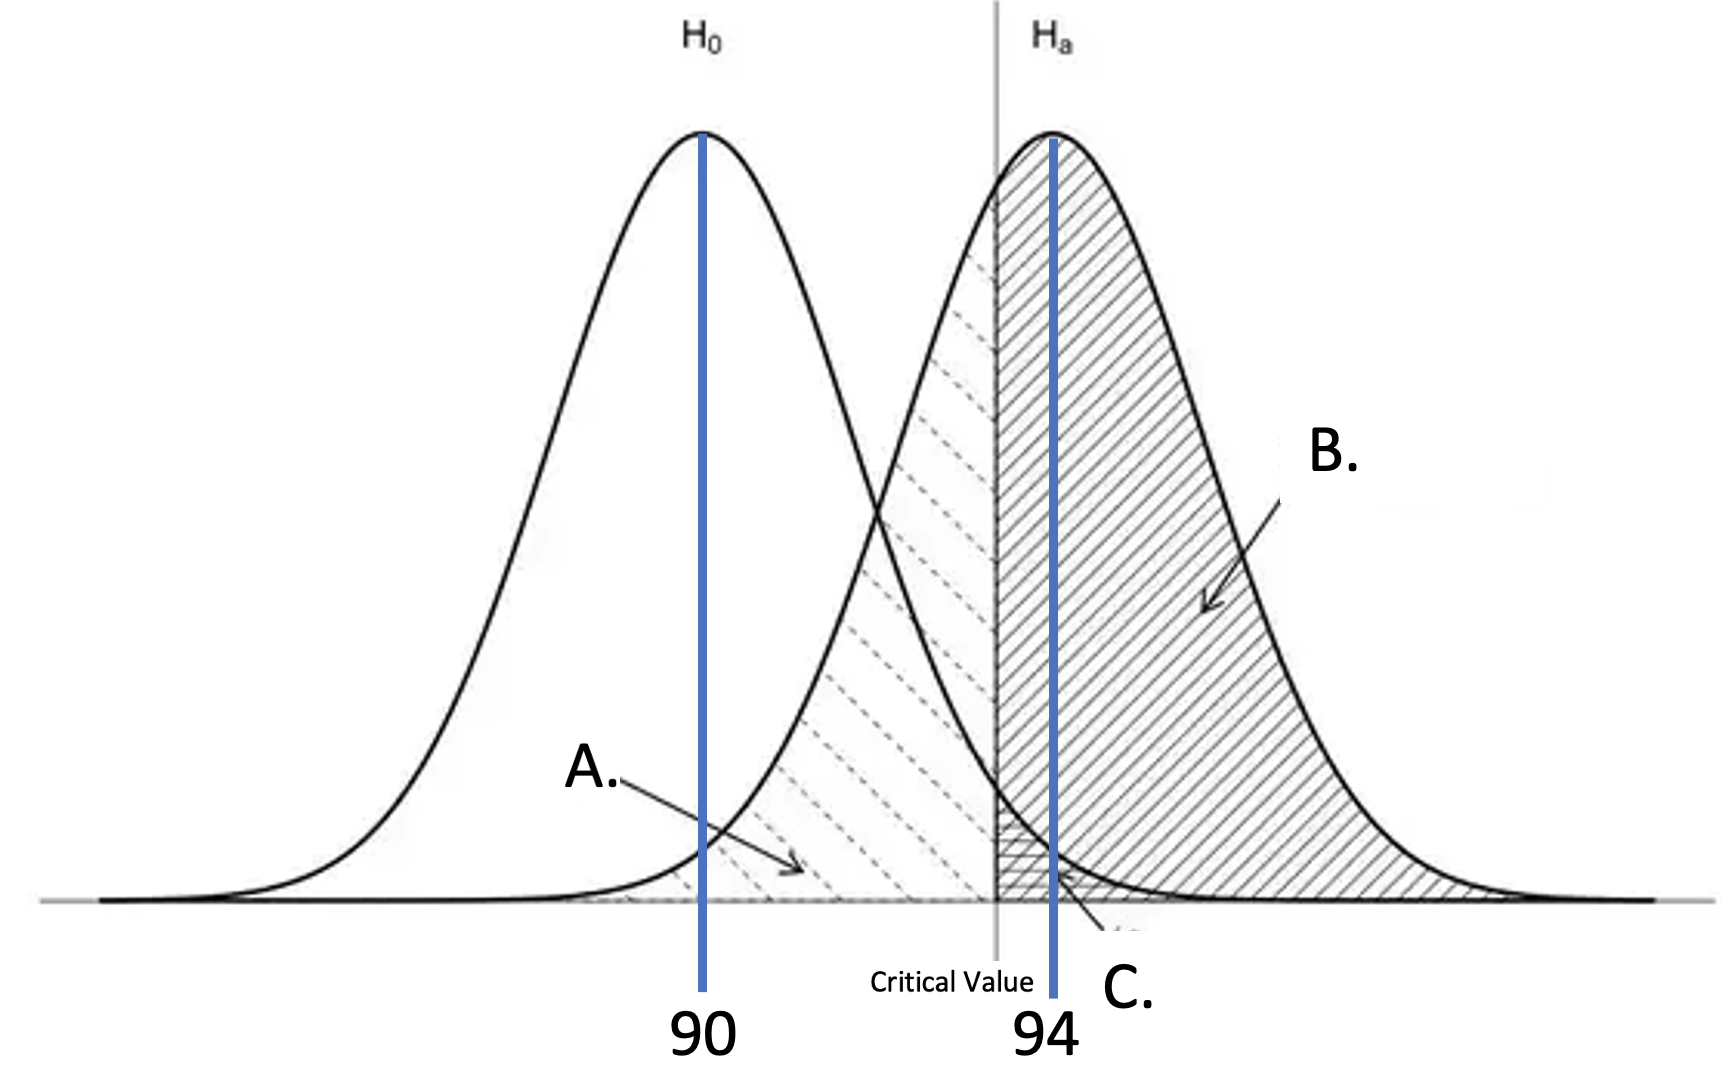 H₀
Hₐ
B.
A.
Critical Value
C.
90
94